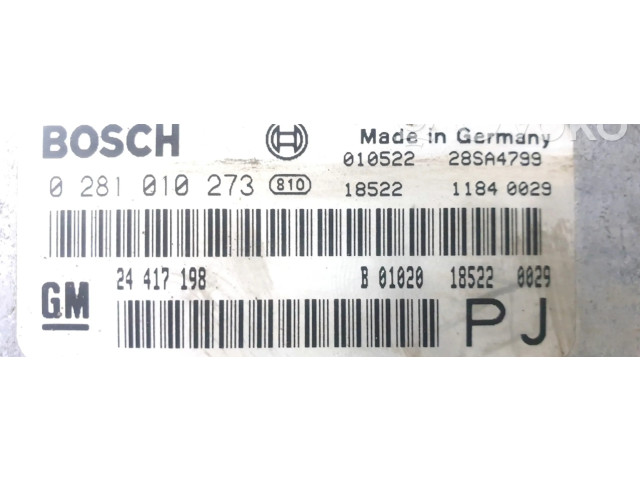 BOSCH Made in Germany
010522 28SA4799
0 281 010 273 810 18522 1184 0029
24 417 198 B 01020 18522 0029
GM PJ